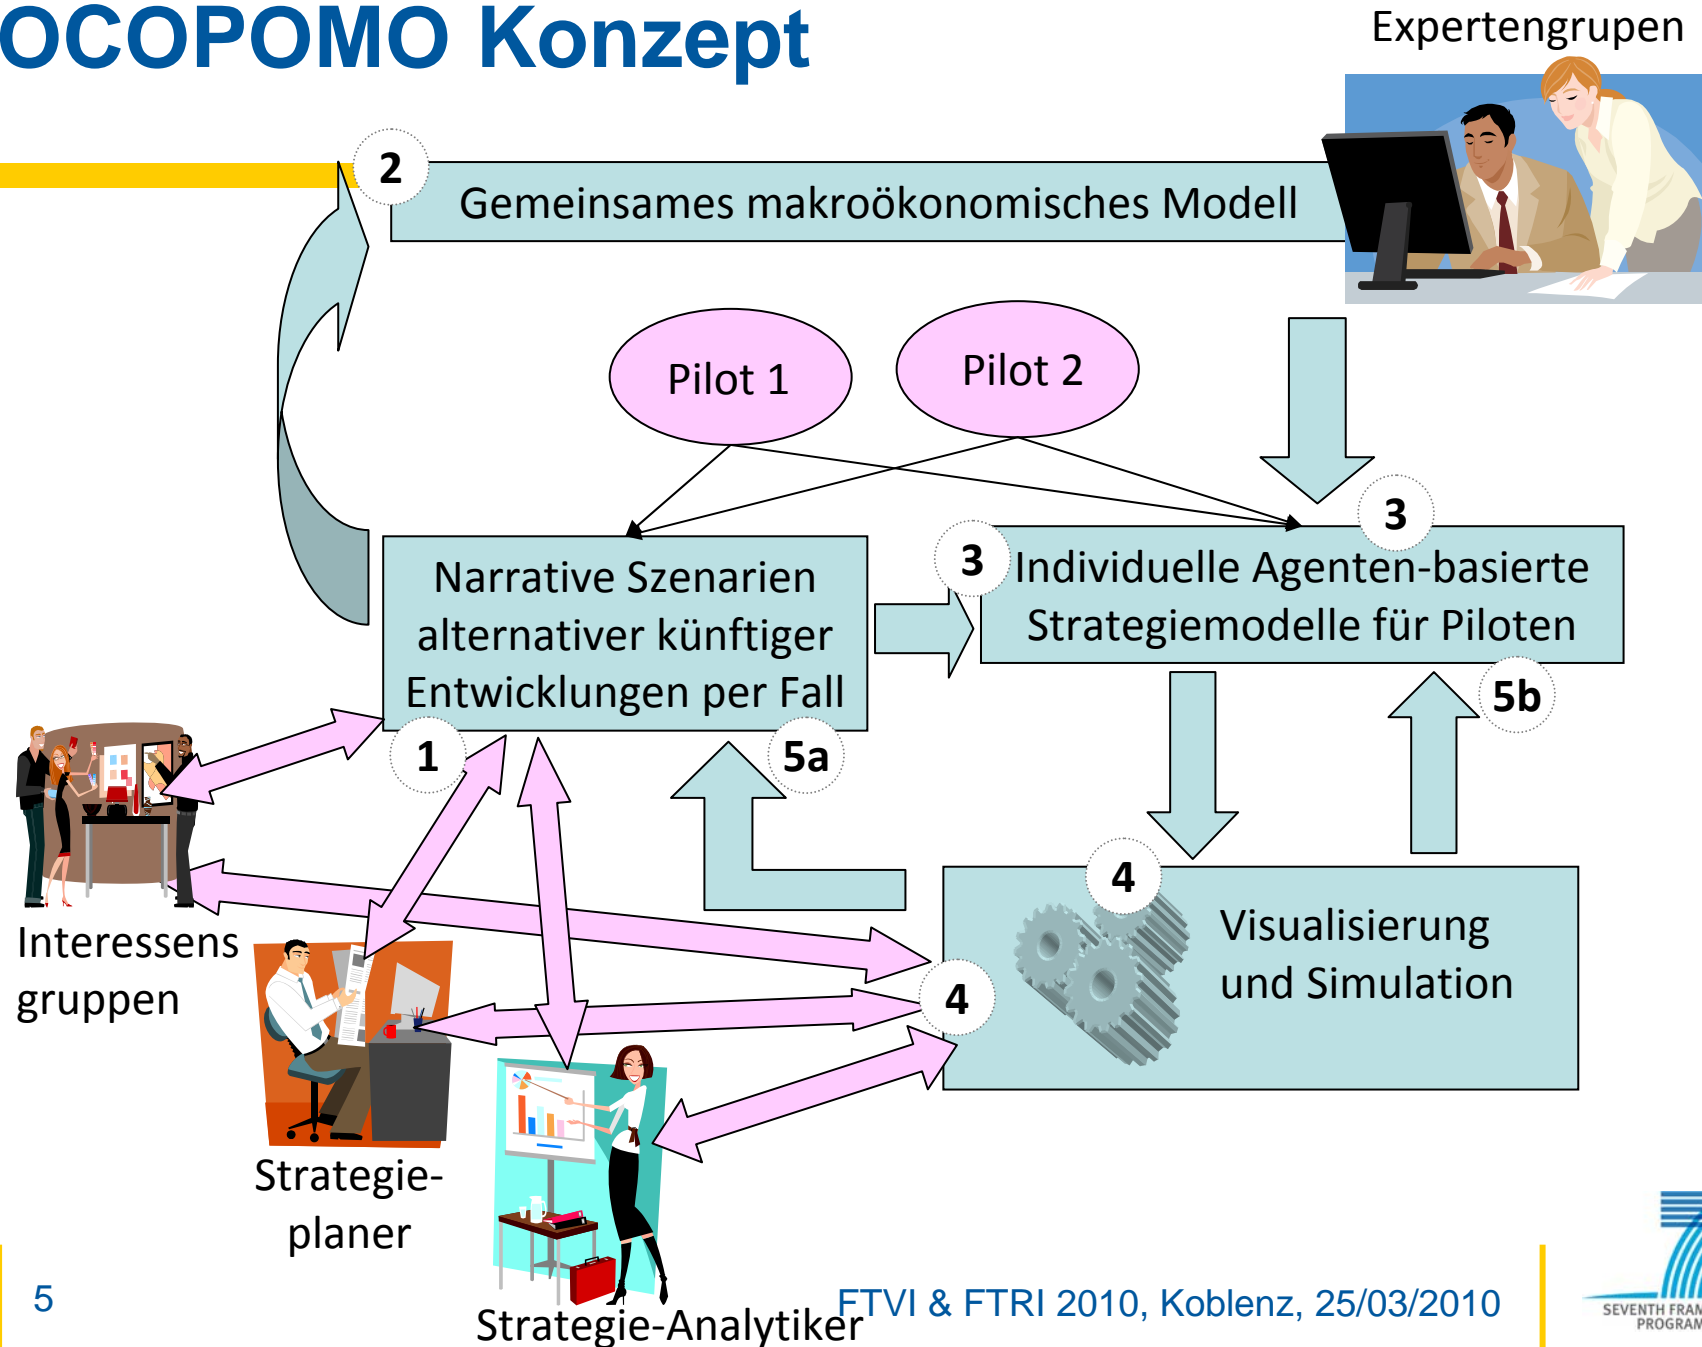 OCOPOMO Konzept
Expertengrupen
2
Gemeinsames makroökonomisches Modell
Pilot 1
Pilot 2
3
3
Narrative Szenarien
alternativer künftiger
Entwicklungen per Fall
Individuelle Agenten-basierte
Strategiemodelle für Piloten
1
5a
5b
4
Visualisierung
und Simulation
4
Interessens
gruppen
Strategie-
planer
Strategie-Analytiker
5
FTVI & FTRI 2010, Koblenz, 25/03/2010
SEVENTH